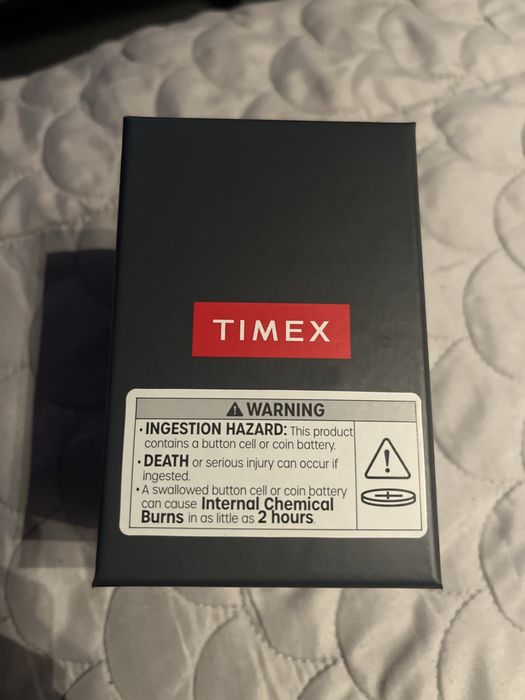 TIMEX
WARNING
• INGESTION HAZARD: This product
contains a button cell or coin battery.
• DEATH or serious injury can occur if
ingested.
• A swallowed button cell or coin battery
can cause Internal Chemical
Burns in as little as 2 hours.